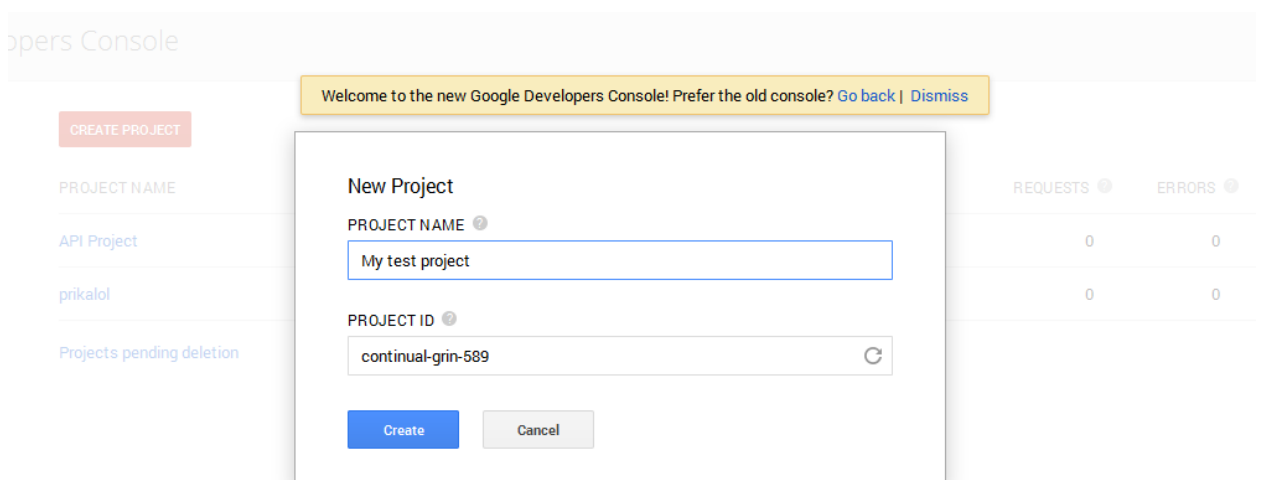 opers Console
Welcome to the new Google Developers Console! Prefer the old console? Go back | Dismiss
CREATE PROJECT
New Project
PROJECT NAME
REQUESTS ?
ERRORS ?
PROJECT NAME ?
My test project
API Project
0
0
prikalol
0
0
PROJECT ID ?
continual-grin-589
Projects pending deletion
Create
Cancel